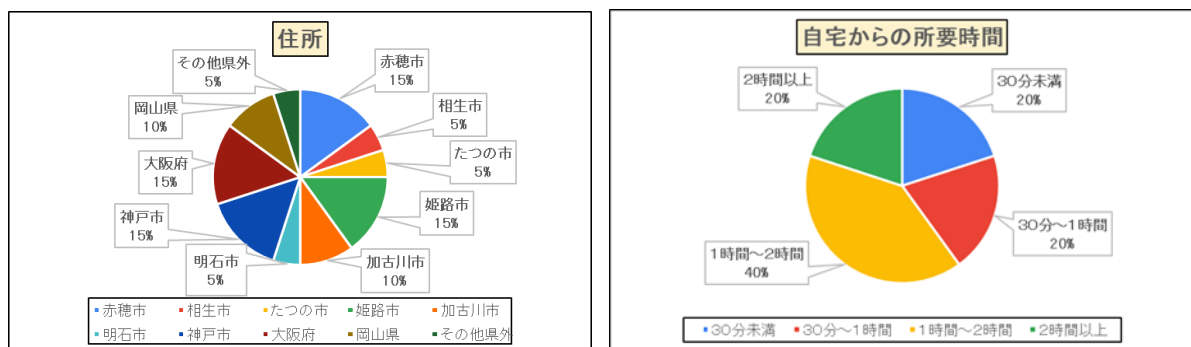 住所
その他県外
5%
赤穂市
15%
岡山県
10%
相生市
5%
大阪府
15%
たつの市
5%
神戸市
15%
姫路市
15%
明石市
5%
加古川市
10%
赤穂市 相生市 たつの市 姫路市 加古川市
明石市 神戸市 大阪府 岡山県 その他県外
自宅からの所要時間
2時間以上
20%
30分未満
20%
1時間～2時間
40%
30分～1時間
20%
30分未満 30分～1時間 1時間～2時間 2時間以上